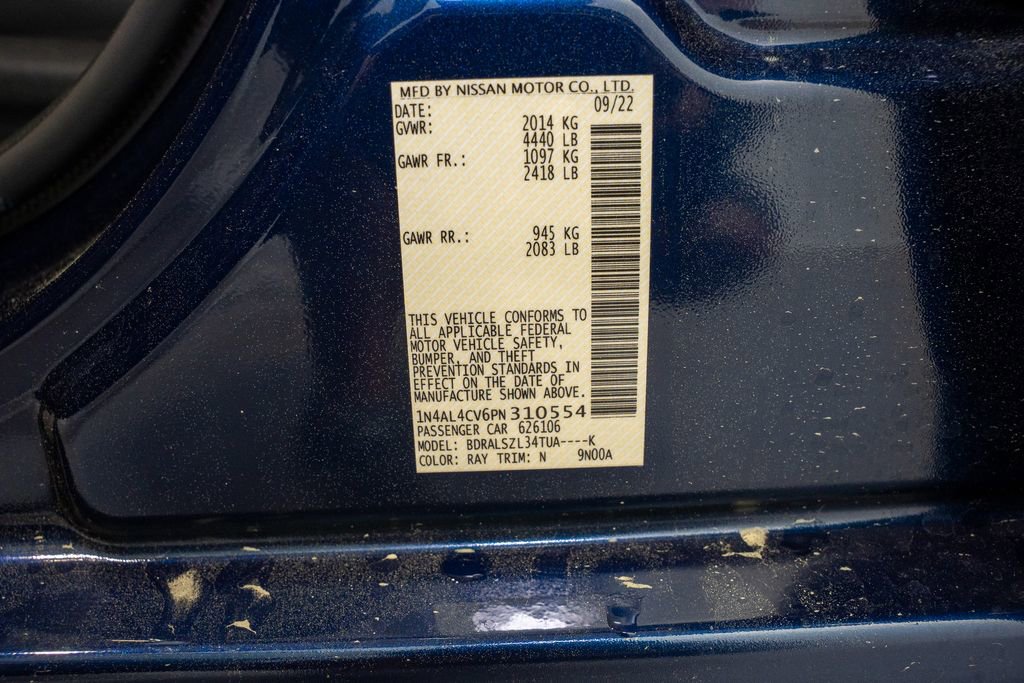 MFD BY NISSAN MOTOR CO., LTD.
DATE: 09/22
GVWR: 2014 KG
4440 LB
GAWR FR.: 1097 KG
2418 LB
GAWR RR.: 945 KG
2083 LB
THIS VEHICLE CONFORMS TO
ALL APPLICABLE FEDERAL
MOTOR VEHICLE SAFETY,
BUMPER, AND THEFT
PREVENTION STANDARDS IN
EFFECT ON THE DATE OF
MANUFACTURE SHOWN ABOVE.
1N4AL4CV6PN310554
PASSENGER CAR 626106
MODEL: BDRALSZL34TUA----K
COLOR: RAY TRIM: N 9N00A